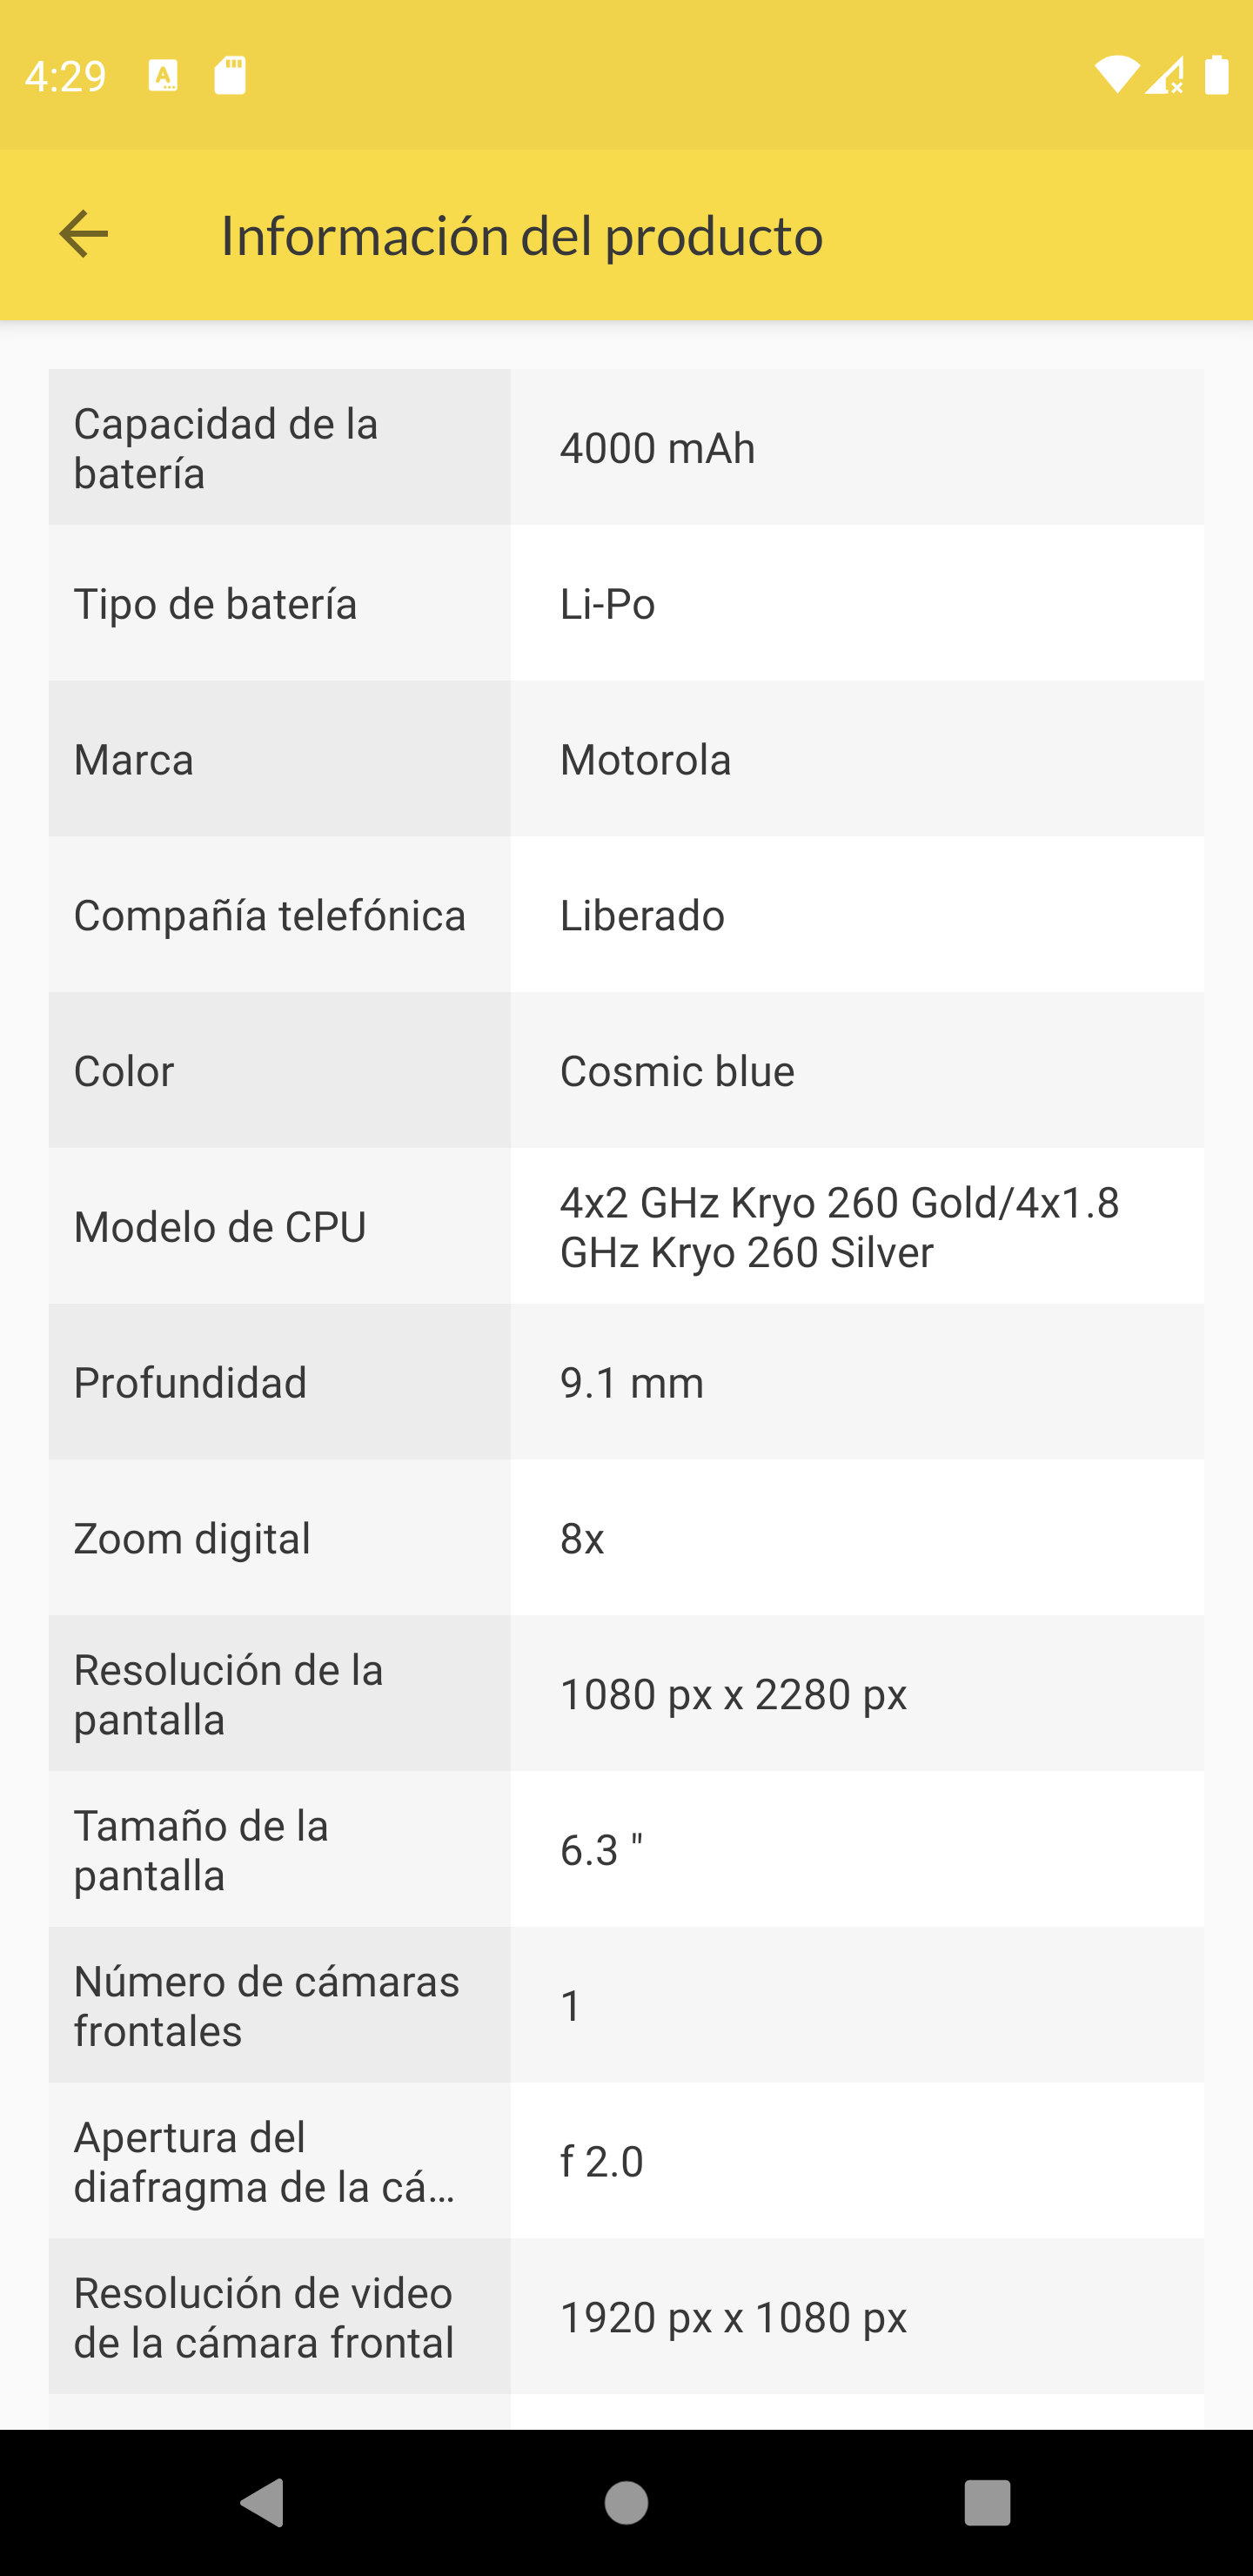 4:29
Información del producto
Capacidad de la
batería
4000 mAh
Tipo de batería
Li-Po
Marca
Motorola
Compañía telefónica
Liberado
Color
Cosmic blue
Modelo de CPU
4x2 GHz Kryo 260 Gold/4x1.8
GHz Kryo 260 Silver
Profundidad
9.1 mm
Zoom digital
8x
Resolución de la
pantalla
1080 px x 2280 px
Tamaño de la
pantalla
6.3 "
Número de cámaras
frontales
1
Apertura del
diafragma de la cá...
f 2.0
Resolución de video
de la cámara frontal
1920 px x 1080 px